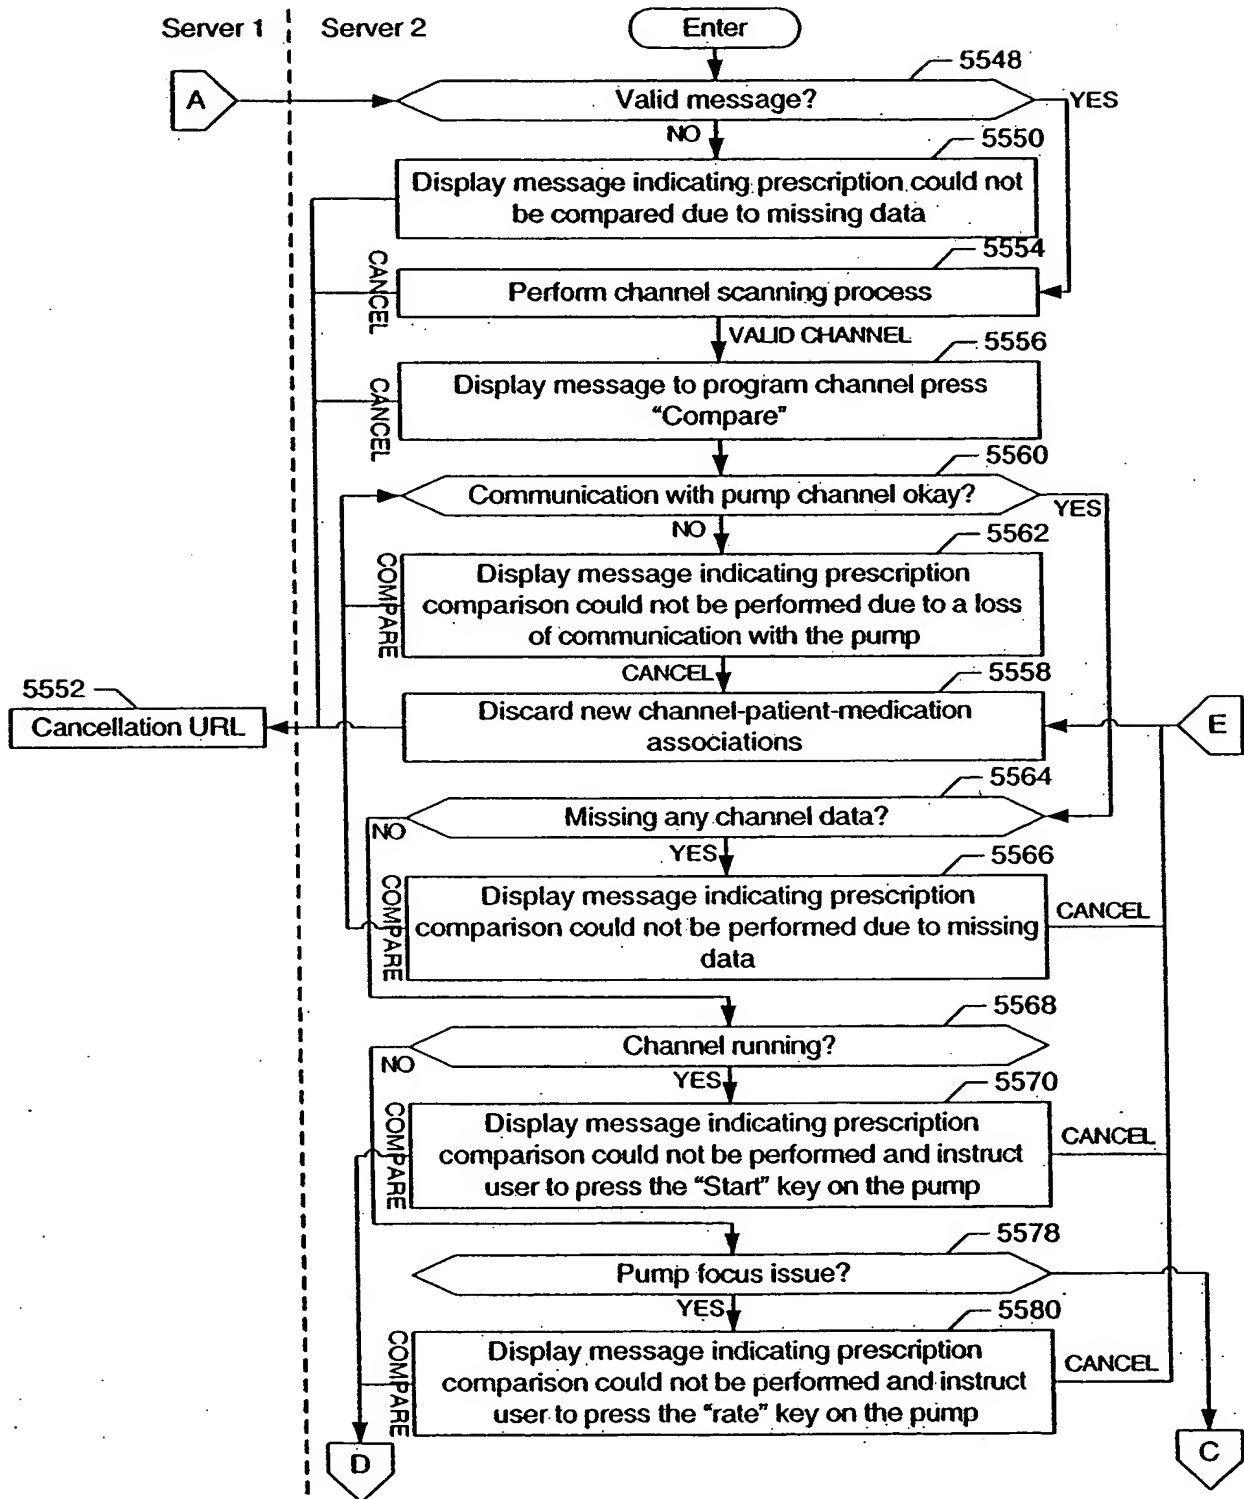 Server 1
Server 2
Enter
5548
A
Valid message?
YES
NO
5550
Display message indicating prescription could not
be compared due to missing data
5554
CANCEL
Perform channel scanning process
VALID CHANNEL
5556
CANCEL
Display message to program channel press
“Compare”
5560
Communication with pump channel okay?
YES
NO
5562
COMPARE
Display message indicating prescription
comparison could not be performed due to a loss
of communication with the pump
CANCEL
5558
5552
Cancellation URL
Discard new channel-patient-medication
associations
E
5564
Missing any channel data?
NO
YES
5566
COMPARE
Display message indicating prescription
comparison could not be performed due to missing
data
CANCEL
5568
Channel running?
NO
YES
5570
COMPARE
Display message indicating prescription
comparison could not be performed and instruct
user to press the “Start” key on the pump
CANCEL
5578
Pump focus issue?
YES
5580
COMPARE
Display message indicating prescription
comparison could not be performed and instruct
user to press the “rate” key on the pump
CANCEL
D
C